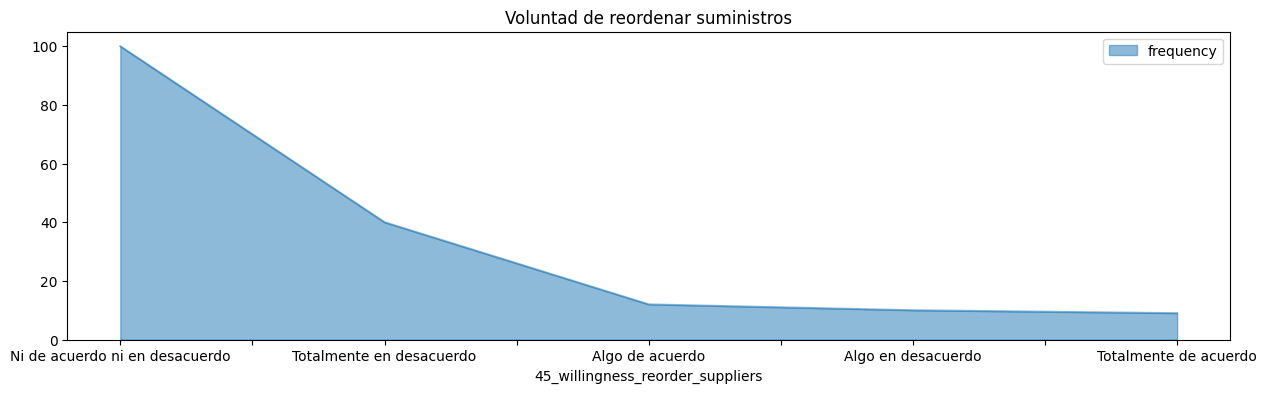 Voluntad de reordenar suministros
frequency
100
80
60
40
20
0
Ni de acuerdo ni en desacuerdo Totalmente en desacuerdo Algo de acuerdo Algo en desacuerdo Totalmente de acuerdo
45_willingness_reorder_suppliers